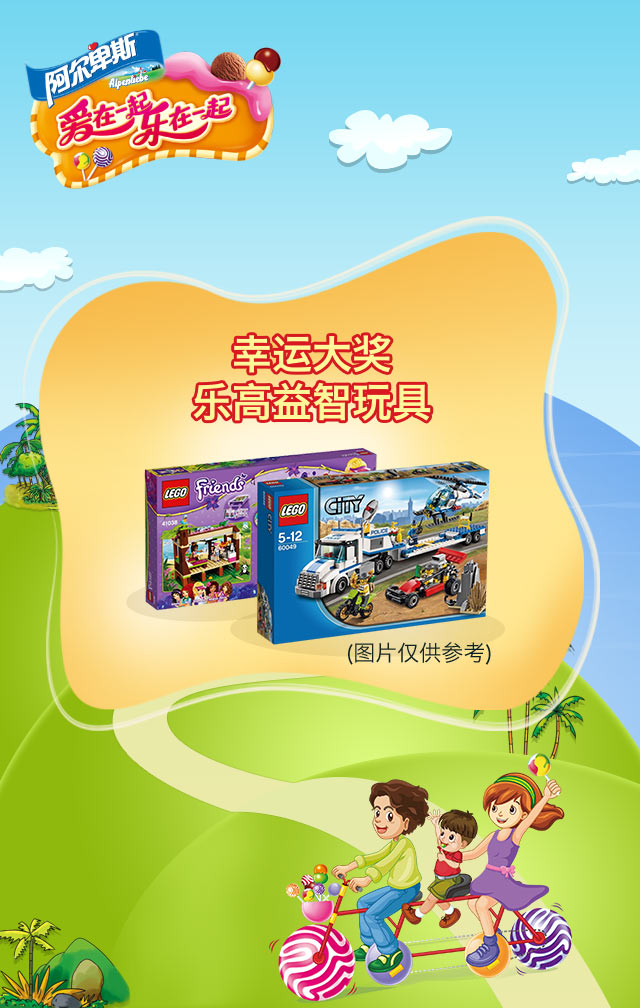 阿尔卑斯
Alpenliebe
爱在一起 乐在一起
幸运大奖
乐高益智玩具
LEGO
Friends
41038
LEGO
CITY
5-12
60049
POLICE
(图片仅供参考)